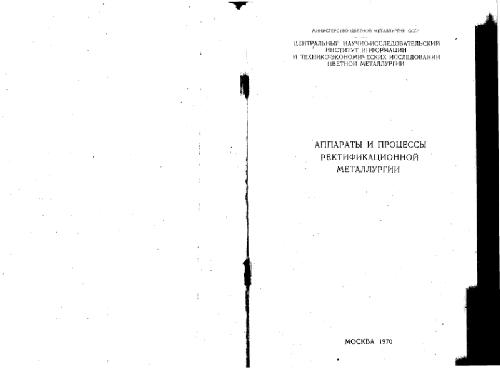 МИНИСТЕРСТВО ЦВЕТНОЙ МЕТАЛЛУРГИИ СССР
ЦЕНТРАЛЬНЫЙ НАУЧНО-ИССЛЕДОВАТЕЛЬСКИЙ
ИНСТИТУТ ИНФОРМАЦИИ
И ТЕХНИКО-ЭКОНОМИЧЕСКИХ ИССЛЕДОВАНИЙ
ЦВЕТНОЙ МЕТАЛЛУРГИИ
АППАРАТЫ И ПРОЦЕССЫ
РЕКТИФИКАЦИОННОЙ
МЕТАЛЛУРГИИ
МОСКВА 1970